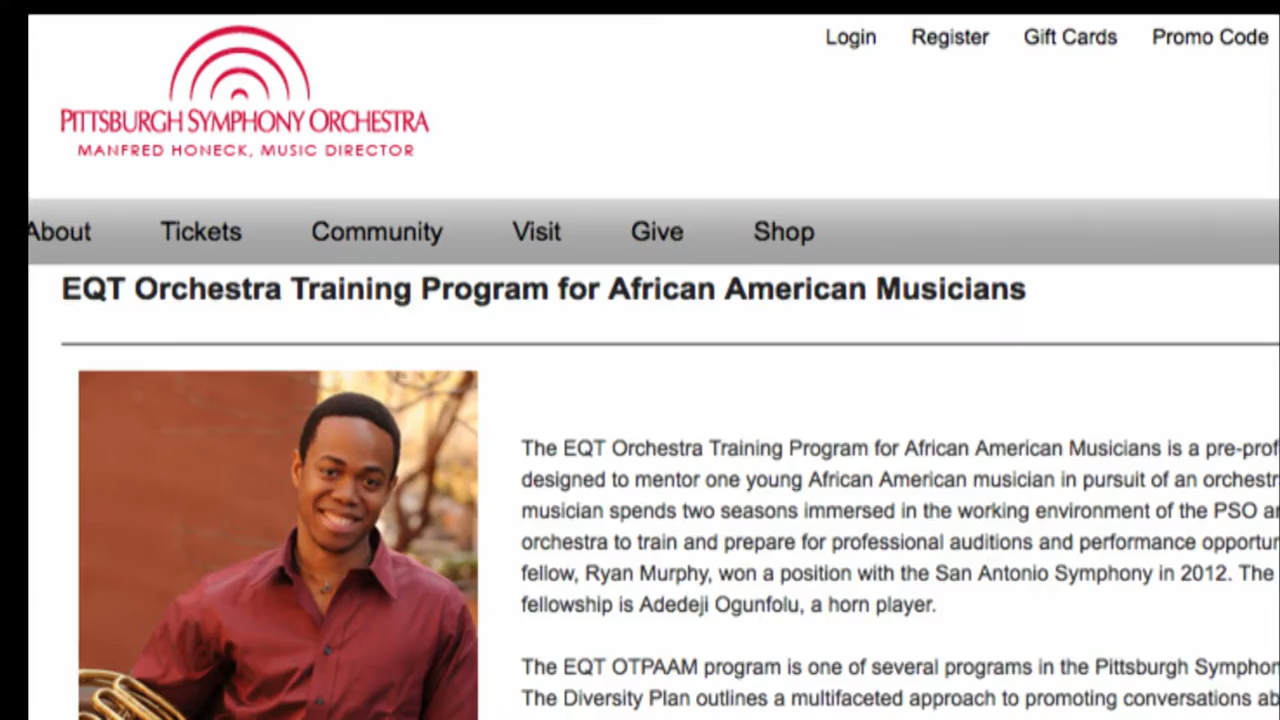 Login Register Gift Cards Promo Code
PITTSBURGH SYMPHONY ORCHESTRA
MANFRED HONECK, MUSIC DIRECTOR
About Tickets Community Visit Give Shop
EQT Orchestra Training Program for African American Musicians
The EQT Orchestra Training Program for African American Musicians is a pre-prof
designed to mentor one young African American musician in pursuit of an orchestr
musician spends two seasons immersed in the working environment of the PSO an
orchestra to train and prepare for professional auditions and performance opportun
fellow, Ryan Murphy, won a position with the San Antonio Symphony in 2012. The
fellowship is Adedeji Ogunfolu, a horn player.
The EQT OTPAAM program is one of several programs in the Pittsburgh Symphon
The Diversity Plan outlines a multifaceted approach to promoting conversations ab